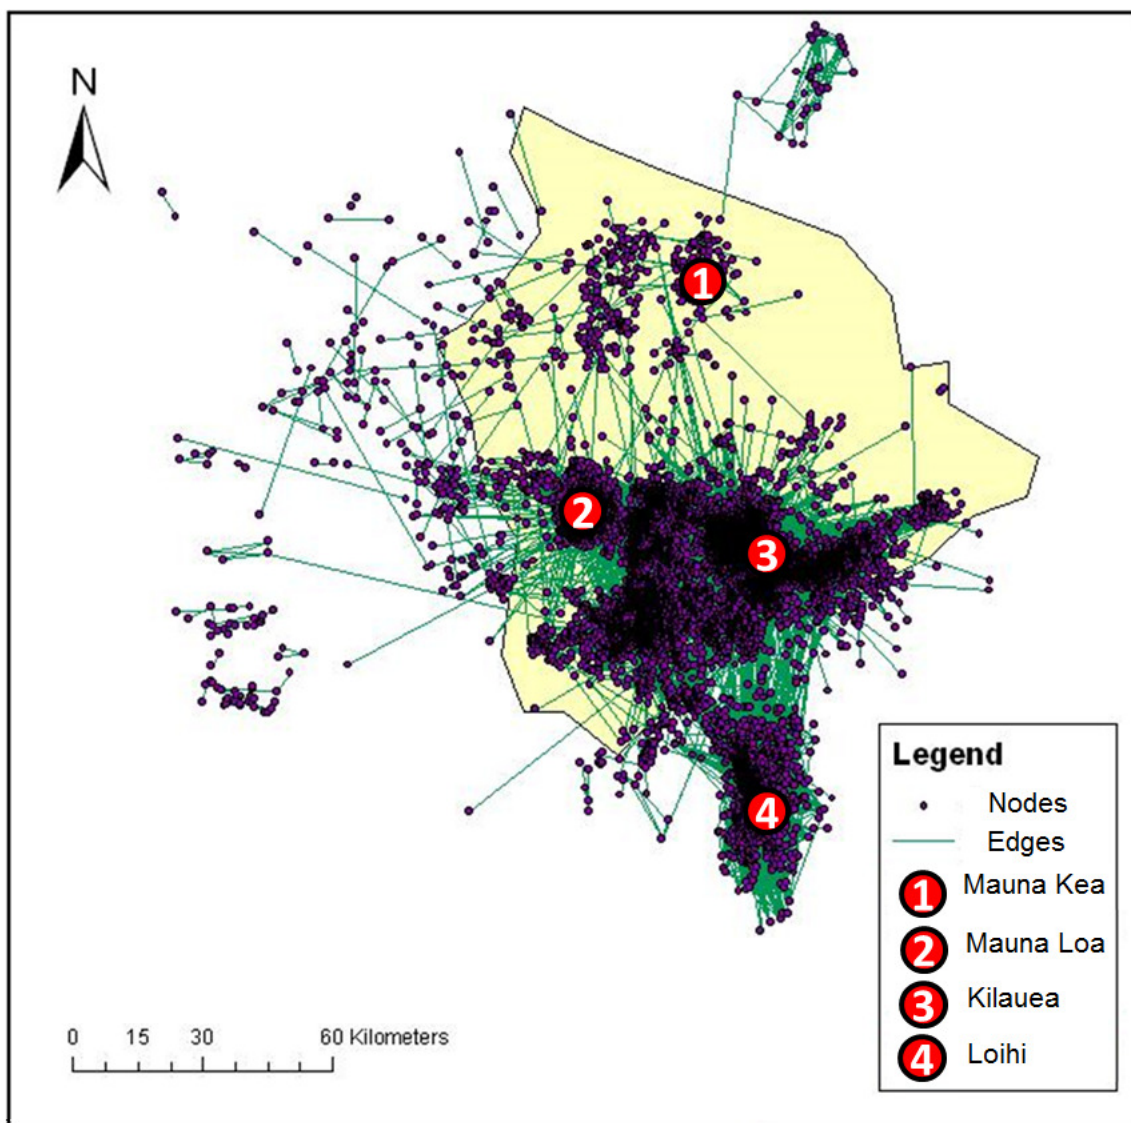 N
1
2
3
4
Legend
Nodes
Edges
1 Mauna Kea
2 Mauna Loa
3 Kilauea
4 Loihi
0 15 30 60 Kilometers